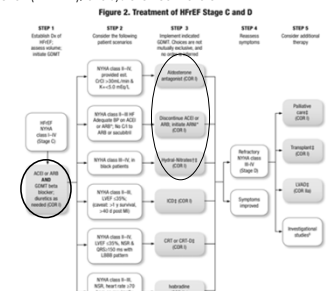 Figure 2. Treatment of HFrEF Stage C and D
STEP 1
Establish Dx of
HFrEF;
assess volume;
initiate GDMT
STEP 2
Consider the following
patient scenarios
STEP 3
Implement indicated
GDMT. Choices are not
mutually exclusive, and
no order is inferred
STEP 4
Reassess
symptoms
STEP 5
Consider additional
therapy
HFrEF
NYHA
class I–IV
(Stage C)
ACEI or ARB
AND
GDMT beta
blocker;
diuretics as
needed (COR I)
NYHA class II–IV,
provided est.
CrCl >30mL/min &
K+<5.0 mEq/L
NYHA class II–III HF
Adequate BP on ACEI
or ARB*; No C/I to
ARB or sacubitril
NYHA class III–IV, in
black patients
NYHA class II–III,
LVEF ≤35%;
(caveat: >1 y survival,
>40 d post MI)
NYHA class II–IV,
LVEF ≤35%, NSR &
QRS≥150 ms with
LBBB pattern
NYHA class II–III,
NSR, heart rate ≥70
Aldosterone
antagonist (COR I)
Discontinue ACEI or
ARB; initiate ARNI*
(COR I)
Hydral-Nitrates†‡
(COR I)
ICD‡ (COR I)
CRT or CRT-D‡
(COR I)
Ivabradine
Refractory
NYHA class
III-IV
(Stage D)
Symptoms
improved
Palliative
care‡
(COR I)
Transplant‡
(COR I)
LVAD‡
(COR IIa)
Investigational
studies